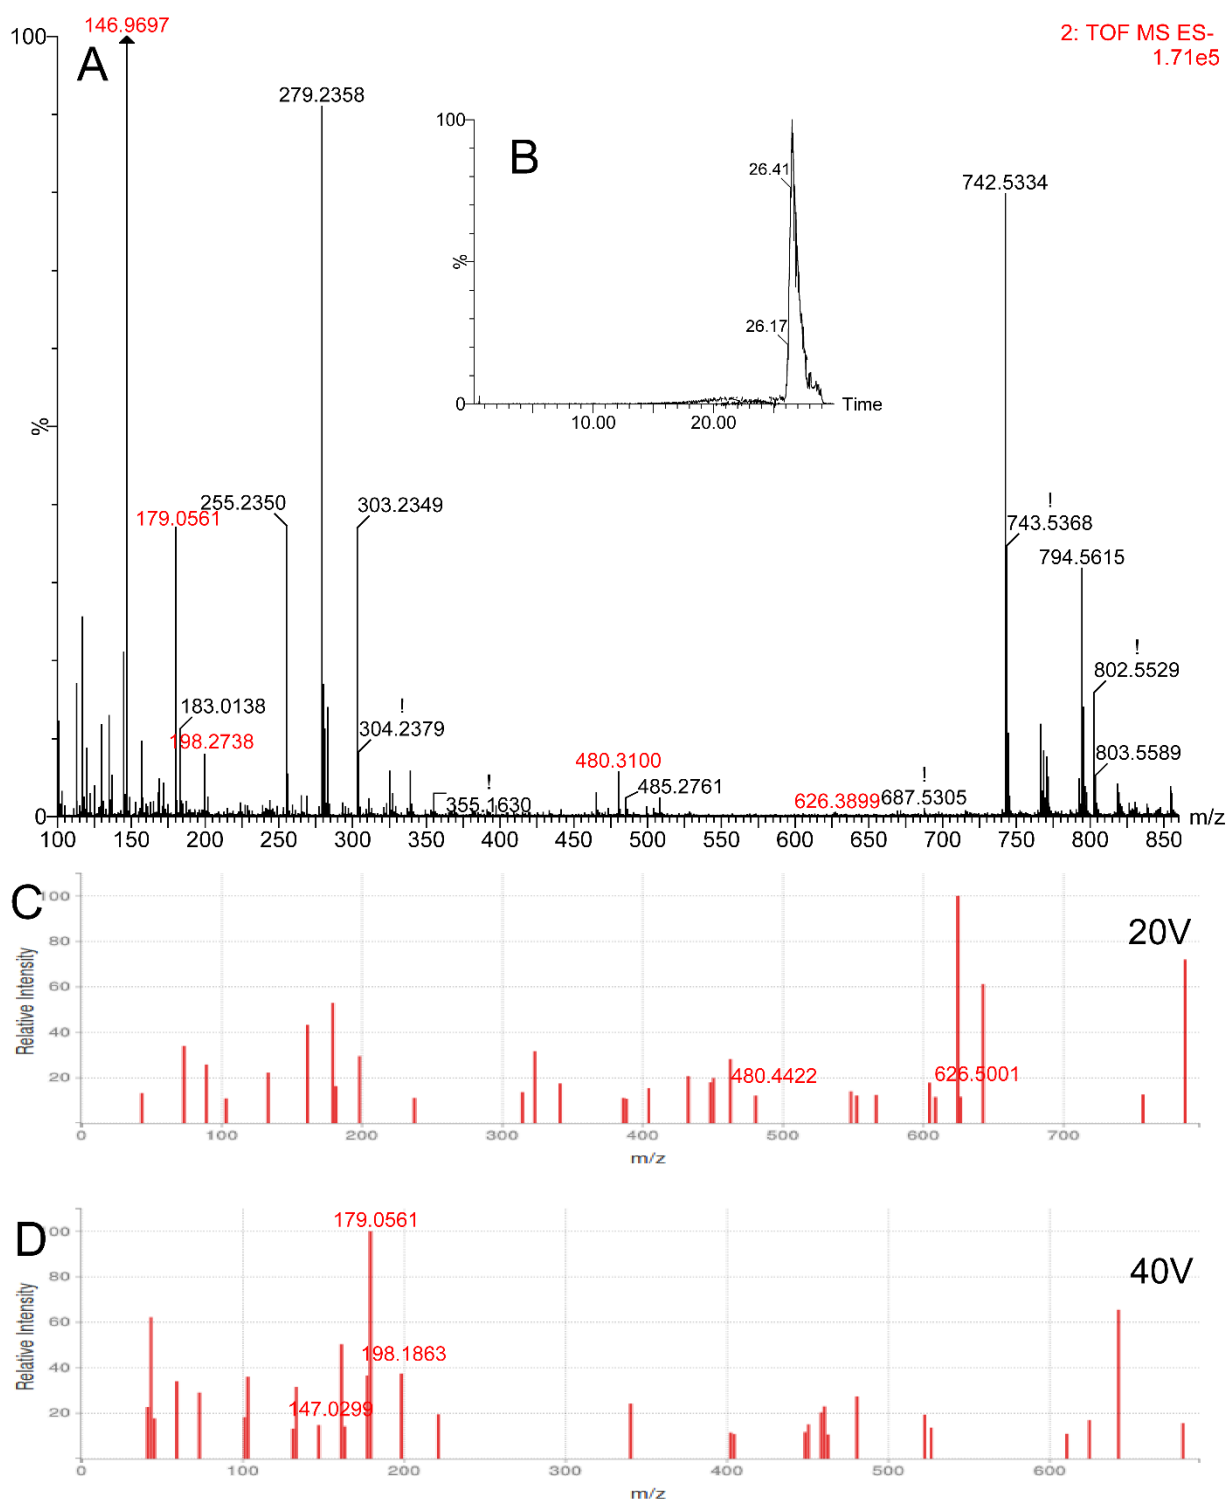 146.9697
2: TOF MS ES-
1.71e5
100
A
279.2358
B
100
26.41
%
26.17
0
10.00
20.00
Time
742.5334
%
255.2350
179.0561
303.2349
!
743.5368
794.5615
!
802.5529
183.0138
198.2738
!
304.2379
480.3100
!
803.5589
!
355.1630
485.2761
626.3899
687.5305
0
m/z
100 150 200 250 300 350 400 450 500 550 600 650 700 750 800 850
C
20V
Relative Intensity
100
80
60
40
20
480.4422
626.5001
0 100 200 300 400 500 600 700
m/z
D
40V
179.0561
Relative Intensity
00
80
60
40
20
198.1863
147.0299
0 100 200 300 400 500 600
m/z